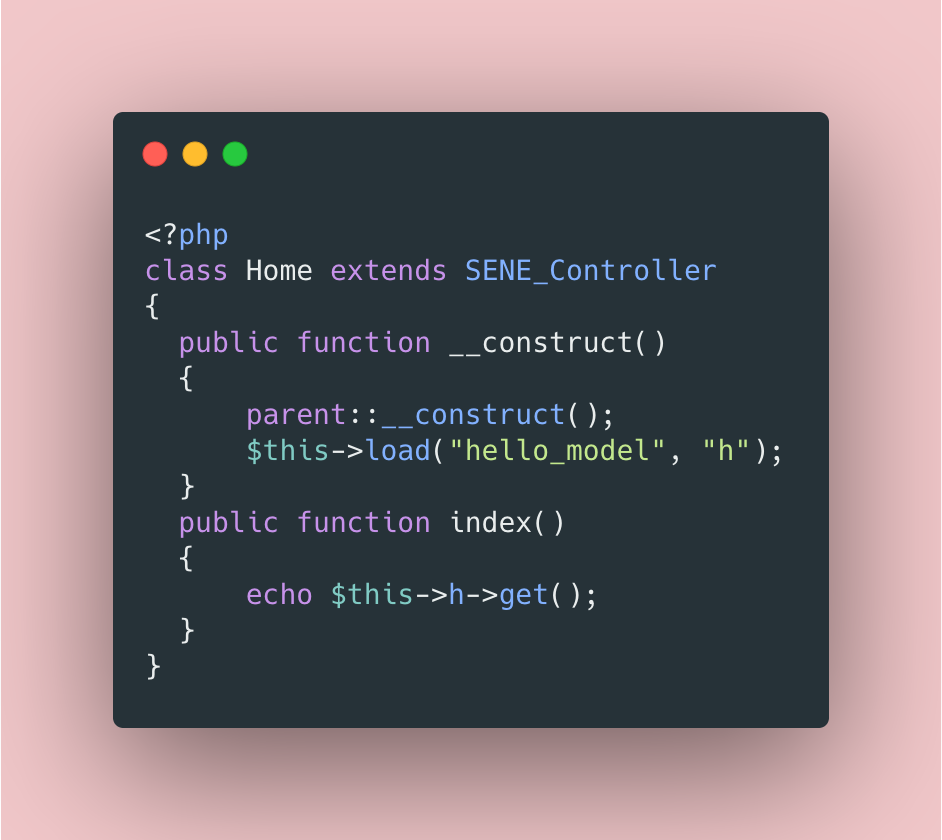 <?php
class Home extends SENE_Controller
{
  public function __construct()
  {
      parent::__construct();
      $this->load("hello_model", "h");
  }
  public function index()
  {
      echo $this->h->get();
  }
}